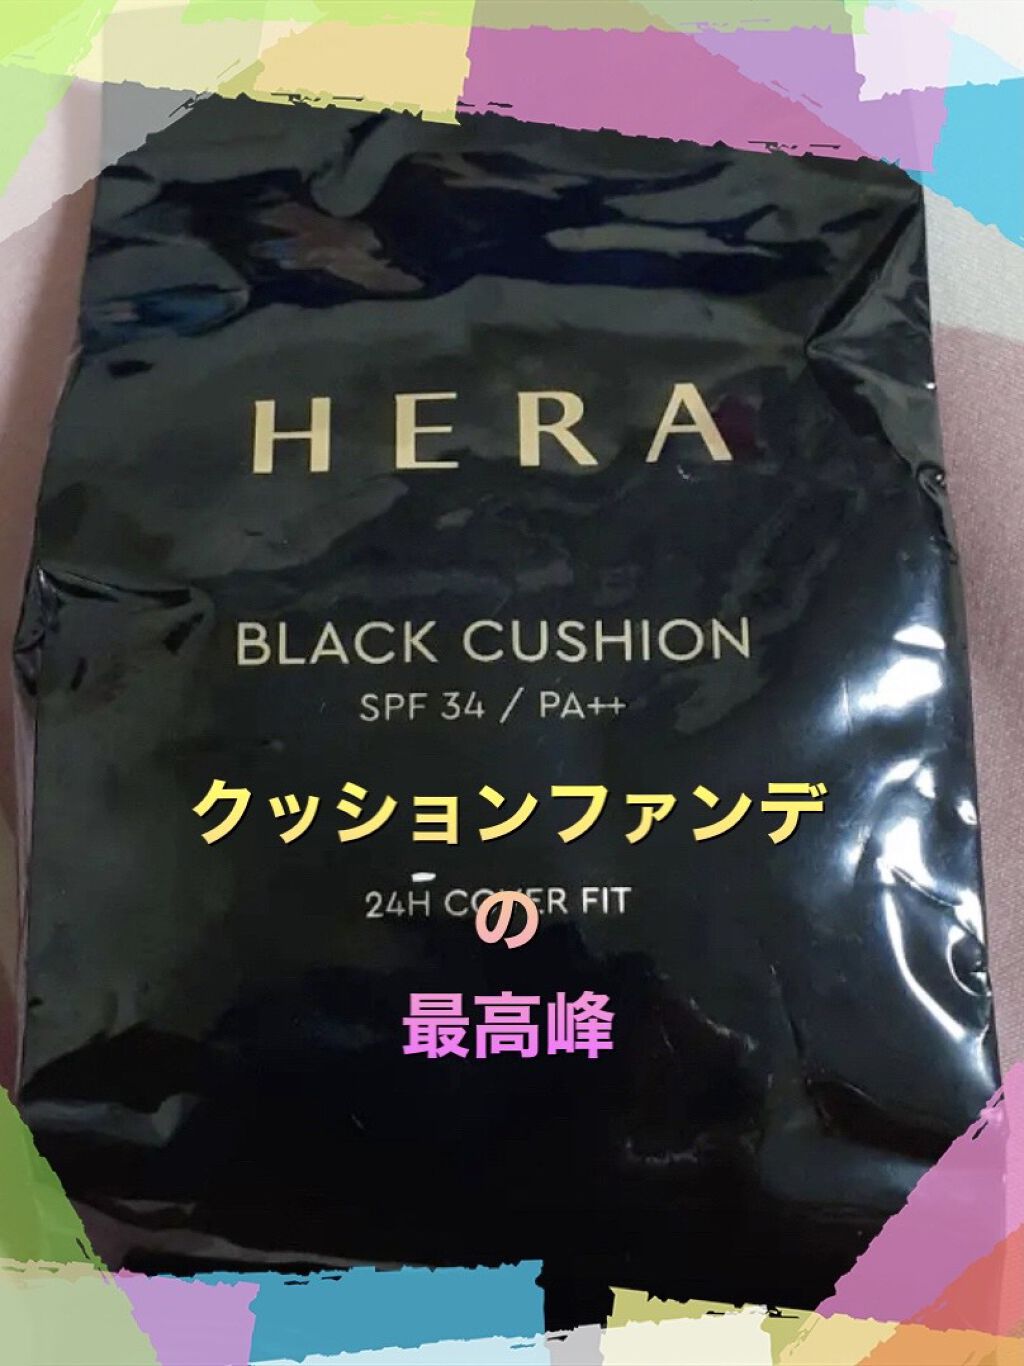 HERA
BLACK CUSHION
SPF 34 / PA++
クッションファンデ
24H COVER FIT
の
最高峰